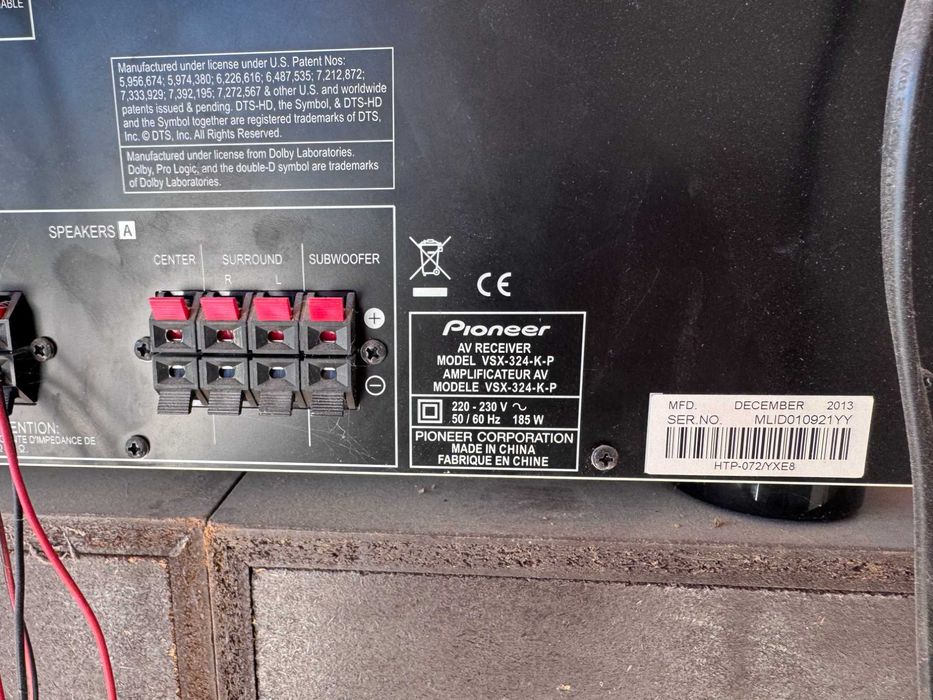 ABLE
Manufactured under license under U.S. Patent Nos:
5,956,674; 5,974,380; 6,226,616; 6,487,535; 7,212,872;
7,333,929; 7,392,195; 7,272,567 & other U.S. and worldwide
patents issued & pending. DTS-HD, the Symbol, & DTS-HD
and the Symbol together are registered trademarks of DTS,
Inc. © DTS, Inc. All Rights Reserved.
Manufactured under license from Dolby Laboratories.
Dolby, Pro Logic, and the double-D symbol are trademarks
of Dolby Laboratories.
SPEAKERS A
CENTER SURROUND SUBWOOFER
R L
+
−
CE
Pioneer
AV RECEIVER
MODEL VSX-324-K-P
AMPLIFICATEUR AV
MODELE VSX-324-K-P
220 - 230 V ~
50 / 60 Hz 185 W
PIONEER CORPORATION
MADE IN CHINA
FABRIQUE EN CHINE
MFD. DECEMBER 2013
SER.NO. MLID010921YY
HTP-072/YXE8
ENTION:
ITE D'IMPEDANCE DE